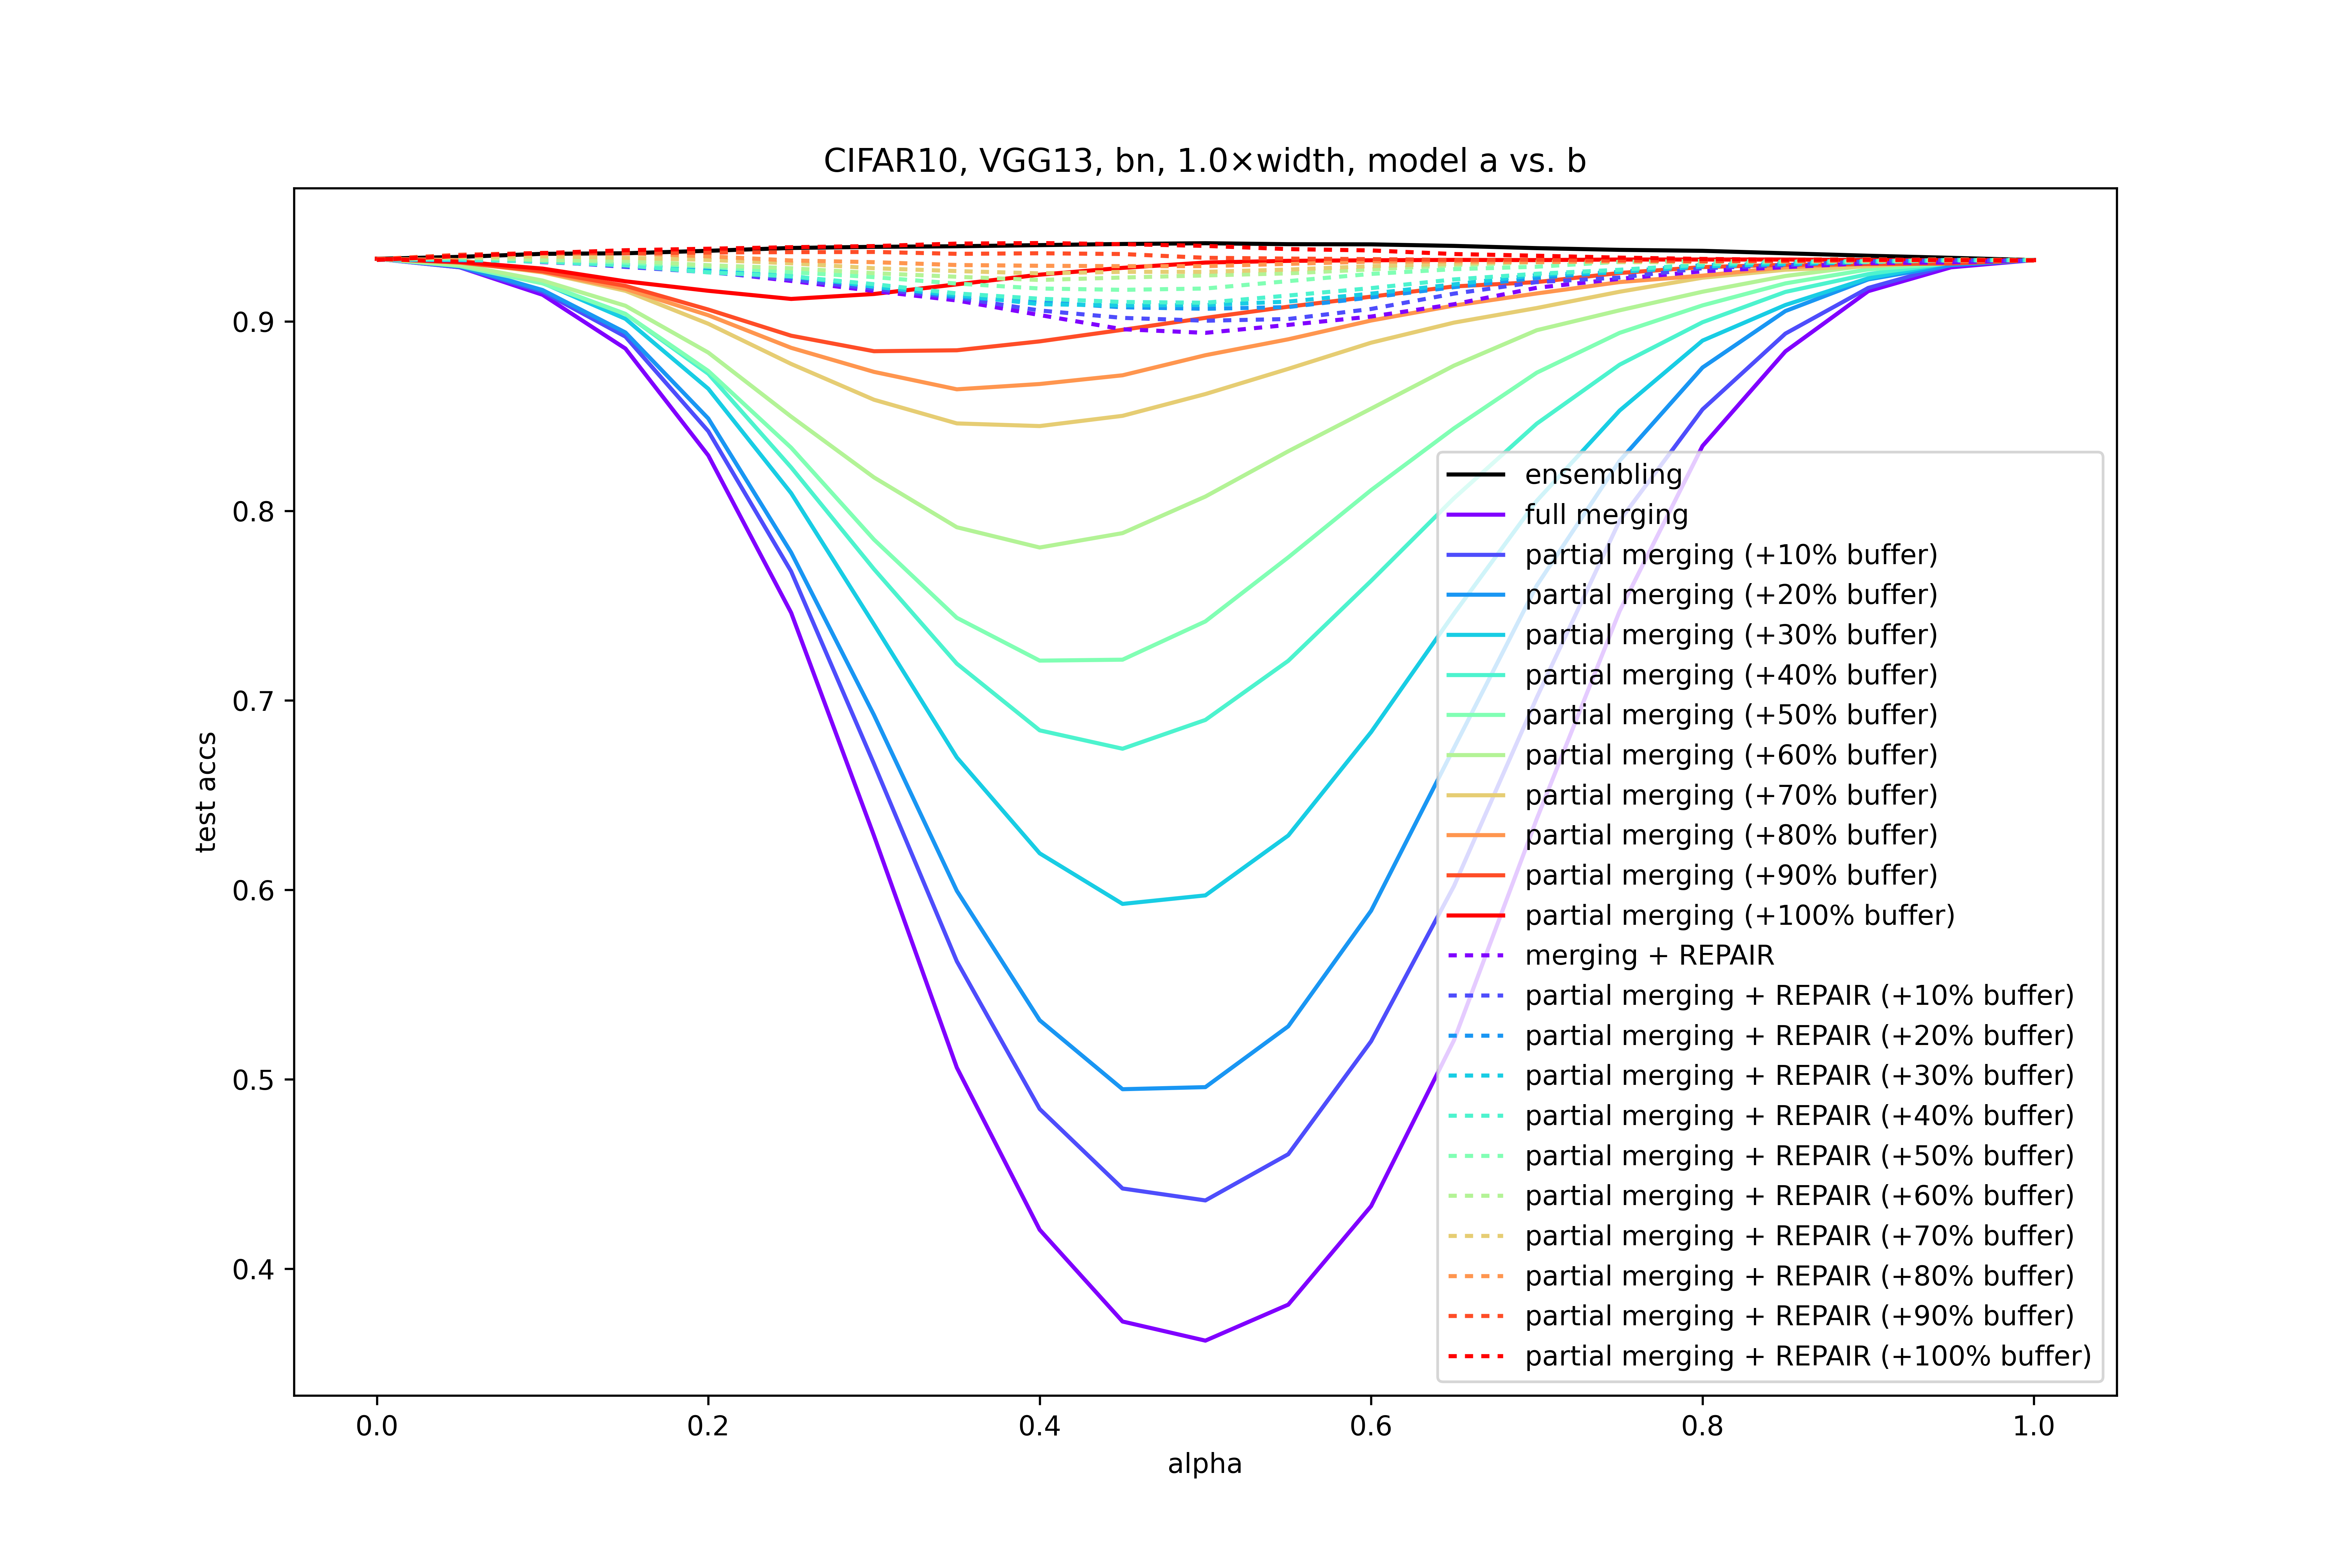 CIFAR10, VGG13, bn, 1.0×width, model a vs. b
test accs
0.9
0.8
0.7
0.6
0.5
0.4
ensembling
full merging
partial merging (+10% buffer)
partial merging (+20% buffer)
partial merging (+30% buffer)
partial merging (+40% buffer)
partial merging (+50% buffer)
partial merging (+60% buffer)
partial merging (+70% buffer)
partial merging (+80% buffer)
partial merging (+90% buffer)
partial merging (+100% buffer)
merging + REPAIR
partial merging + REPAIR (+10% buffer)
partial merging + REPAIR (+20% buffer)
partial merging + REPAIR (+30% buffer)
partial merging + REPAIR (+40% buffer)
partial merging + REPAIR (+50% buffer)
partial merging + REPAIR (+60% buffer)
partial merging + REPAIR (+70% buffer)
partial merging + REPAIR (+80% buffer)
partial merging + REPAIR (+90% buffer)
partial merging + REPAIR (+100% buffer)
0.0 0.2 0.4 0.6 0.8 1.0
alpha